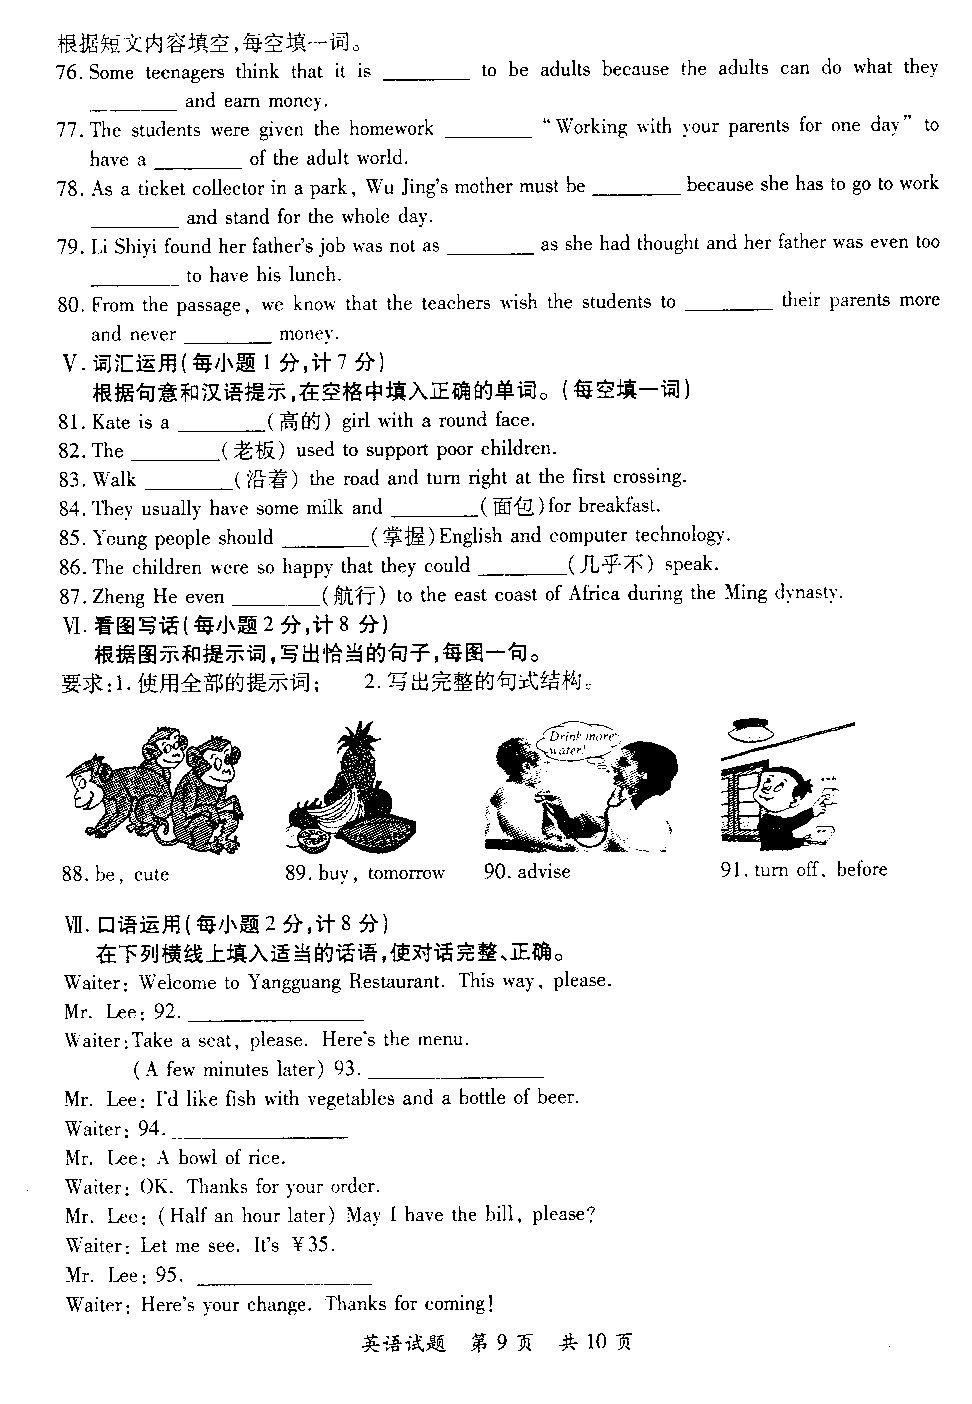 根据短文内容填空,每空填一词。
76. Some teenagers think that it is ________ to be adults because the adults can do what they
________ and earn money.
77. The students were given the homework ________ “Working with your parents for one day” to
have a ________ of the adult world.
78. As a ticket collector in a park, Wu Jing's mother must be ________ because she has to go to work
________ and stand for the whole day.
79. Li Shiyi found her father's job was not as ________ as she had thought and her father was even too
________ to have his lunch.
80. From the passage, we know that the teachers wish the students to ________ their parents more
and never ________ money.
Ⅴ. 词汇运用(每小题1分,计7分)
根据句意和汉语提示,在空格中填入正确的单词。(每空填一词)
81. Kate is a ________(高的) girl with a round face.
82. The ________(老板) used to support poor children.
83. Walk ________(沿着) the road and turn right at the first crossing.
84. They usually have some milk and ________(面包)for breakfast.
85. Young people should ________(掌握)English and computer technology.
86. The children were so happy that they could ________(几乎不) speak.
87. Zheng He even ________(航行) to the east coast of Africa during the Ming dynasty.
Ⅵ. 看图写话(每小题2分,计8分)
根据图示和提示词,写出恰当的句子,每图一句。
要求:1. 使用全部的提示词; 2. 写出完整的句式结构。
Drink more
water!
88. be, cute 89. buy, tomorrow 90. advise 91. turn off, before
Ⅶ. 口语运用(每小题2分,计8分)
在下列横线上填入适当的话语,使对话完整、正确。
Waiter: Welcome to Yangguang Restaurant. This way, please.
Mr. Lee: 92. ________________
Waiter: Take a seat, please. Here's the menu.
(A few minutes later) 93. ________________
Mr. Lee: I'd like fish with vegetables and a bottle of beer.
Waiter: 94. ________________
Mr. Lee: A bowl of rice.
Waiter: OK. Thanks for your order.
Mr. Lee: (Half an hour later) May I have the bill, please?
Waiter: Let me see. It's ¥35.
Mr. Lee: 95. ________________
Waiter: Here's your change. Thanks for coming!
英语试题 第9页 共10页